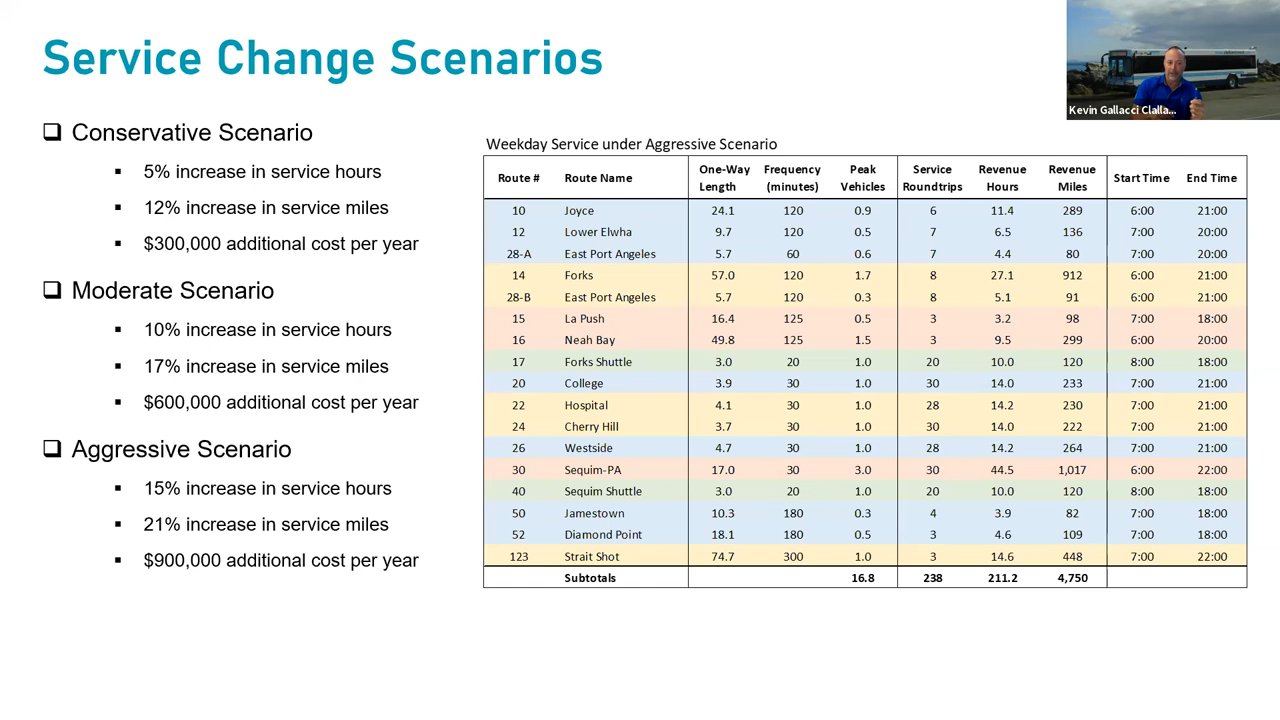 Service Change Scenarios
Kevin Gallacci Clalla...
Conservative Scenario
5% increase in service hours
12% increase in service miles
$300,000 additional cost per year
Moderate Scenario
10% increase in service hours
17% increase in service miles
$600,000 additional cost per year
Aggressive Scenario
15% increase in service hours
21% increase in service miles
$900,000 additional cost per year
Weekday Service under Aggressive Scenario
Route # Route Name One-Way Length Frequency (minutes) Peak Vehicles Service Roundtrips Revenue Hours Revenue Miles Start Time End Time
10 Joyce 24.1 120 0.9 6 11.4 289 6:00 21:00
12 Lower Elwha 9.7 120 0.5 7 6.5 136 7:00 20:00
28-A East Port Angeles 5.7 60 0.6 7 4.4 80 7:00 20:00
14 Forks 57.0 120 1.7 8 27.1 912 6:00 21:00
28-B East Port Angeles 5.7 120 0.3 8 5.1 91 6:00 21:00
15 La Push 16.4 125 0.5 3 3.2 98 7:00 18:00
16 Neah Bay 49.8 125 1.5 3 9.5 299 6:00 20:00
17 Forks Shuttle 3.0 20 1.0 20 10.0 120 8:00 18:00
20 College 3.9 30 1.0 30 14.0 233 7:00 21:00
22 Hospital 4.1 30 1.0 28 14.2 230 7:00 21:00
24 Cherry Hill 3.7 30 1.0 30 14.0 222 7:00 21:00
26 Westside 4.7 30 1.0 28 14.2 264 7:00 21:00
30 Sequim-PA 17.0 30 3.0 30 44.5 1,017 6:00 22:00
40 Sequim Shuttle 3.0 20 1.0 20 10.0 120 8:00 18:00
50 Jamestown 10.3 180 0.3 4 3.9 82 7:00 18:00
52 Diamond Point 18.1 180 0.5 3 4.6 109 7:00 18:00
123 Strait Shot 74.7 300 1.0 3 14.6 448 7:00 22:00
Subtotals 16.8 238 211.2 4,750